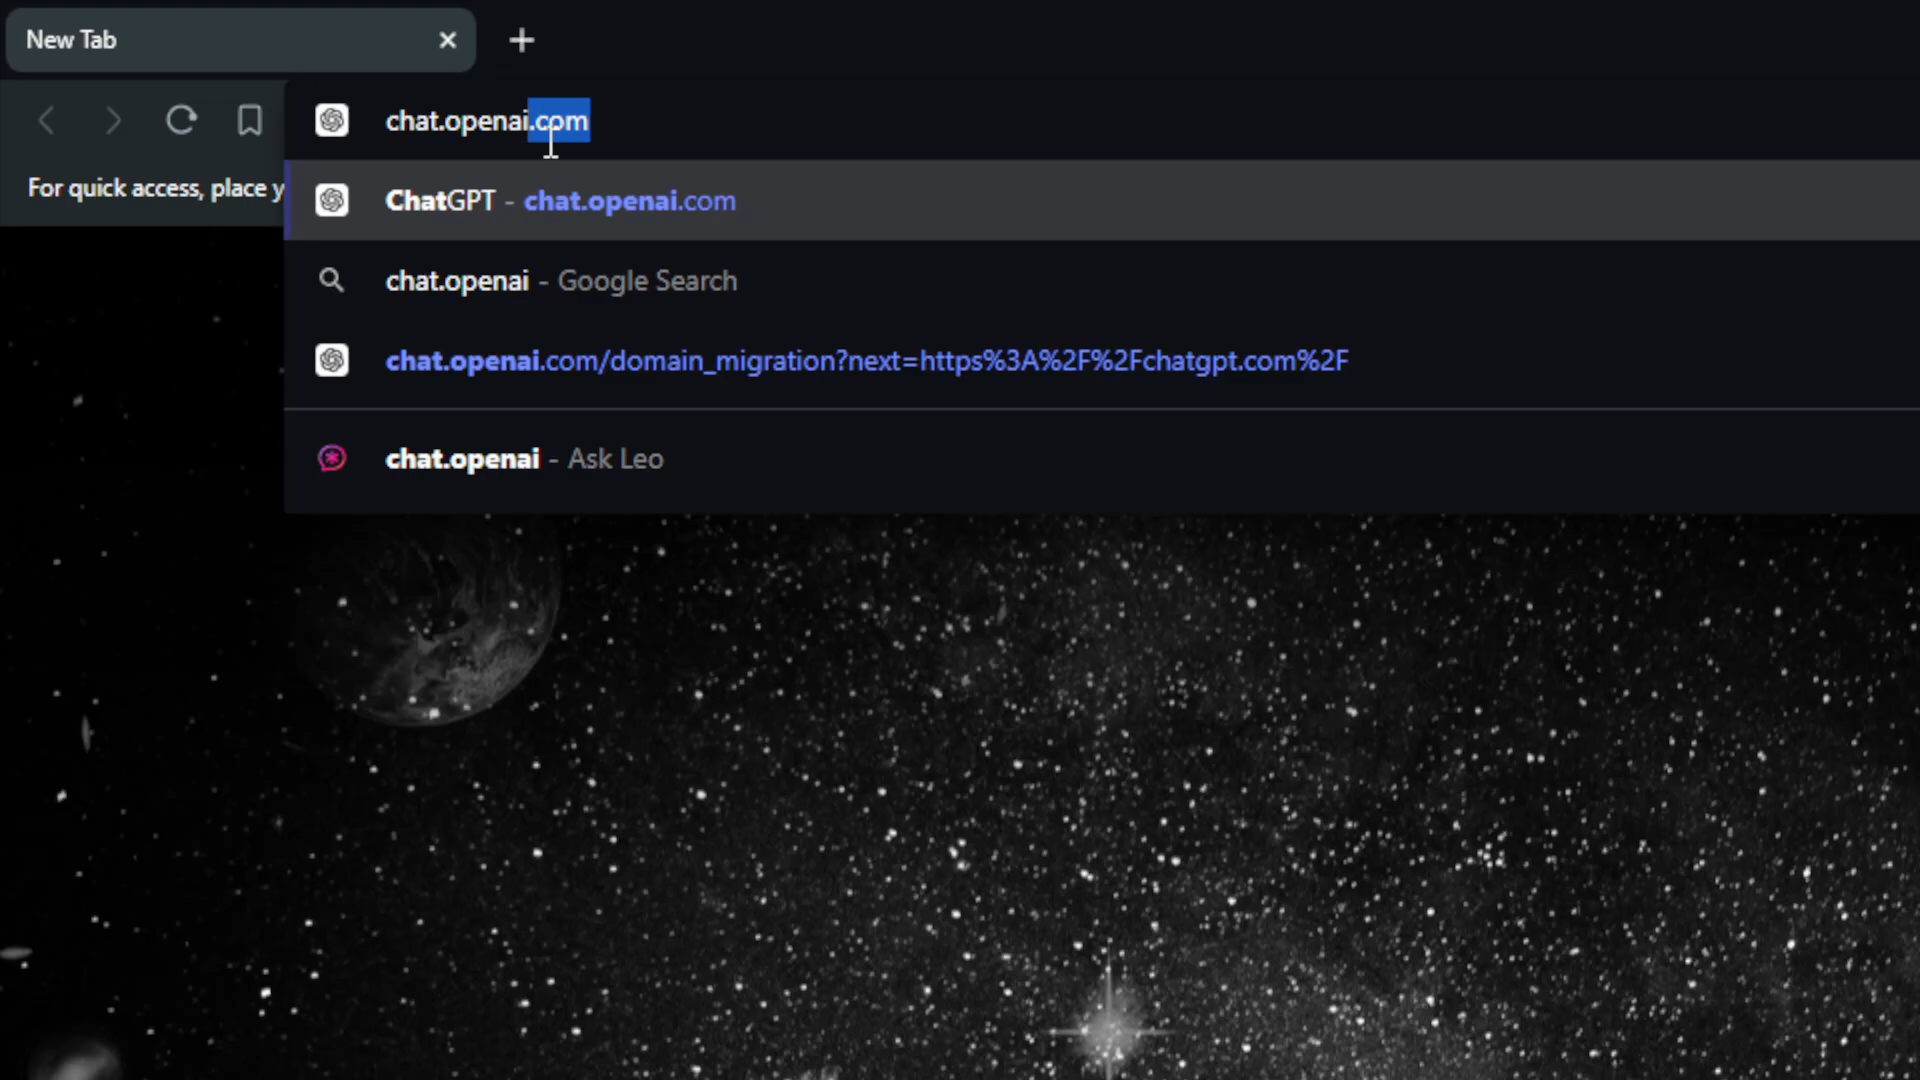 New Tab
chat.openai.com
For quick access, place y
ChatGPT - chat.openai.com
chat.openai - Google Search
chat.openai.com/domain_migration?next=https%3A%2F%2Fchatgpt.com%2F
chat.openai - Ask Leo